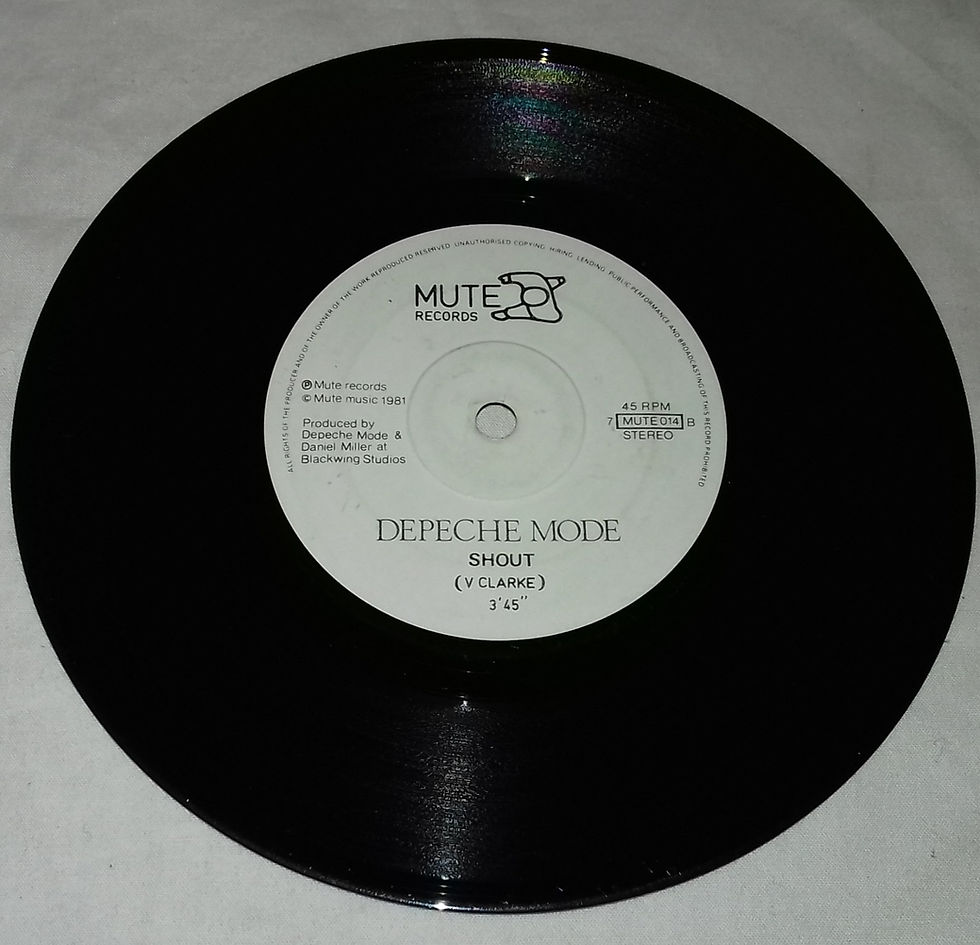 ALL RIGHTS OF THE PRODUCER AND OF THE OWNER OF THE WORK REPRODUCED RESERVED. UNAUTHORISED COPYING, HIRING, LENDING, PUBLIC PERFORMANCE AND BROADCASTING OF THIS RECORD PROHIBITED
MUTE
RECORDS
Ⓟ Mute records
© Mute music 1981
Produced by
Depeche Mode &
Daniel Miller at
Blackwing Studios
45 RPM
7 MUTE 014 B
STEREO
DEPECHE MODE
SHOUT
(V CLARKE)
3'45"